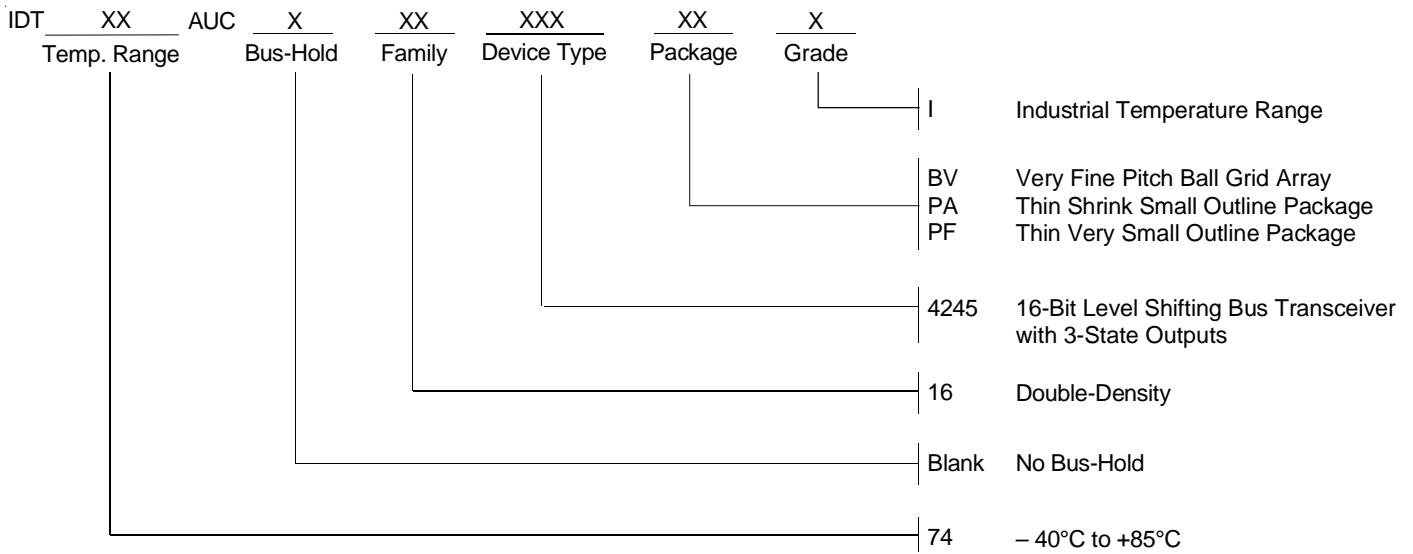 IDT XX AUC X XX XXX XX X
Temp. Range Bus-Hold Family Device Type Package Grade
I Industrial Temperature Range
BV Very Fine Pitch Ball Grid Array
PA Thin Shrink Small Outline Package
PF Thin Very Small Outline Package
4245 16-Bit Level Shifting Bus Transceiver
with 3-State Outputs
16 Double-Density
Blank No Bus-Hold
74 – 40°C to +85°C